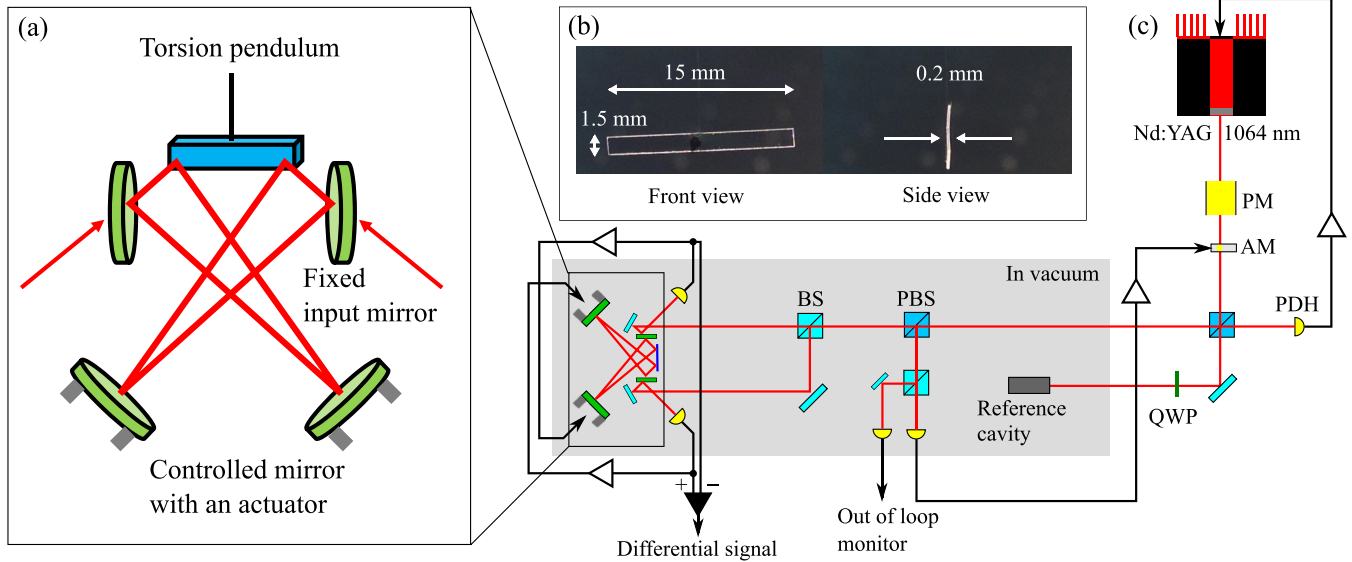 (a)
Torsion pendulum
Fixed
input mirror
Controlled mirror
with an actuator
(b)
15 mm
1.5 mm
Front view
0.2 mm
Side view
(c)
Nd:YAG 1064 nm
PM
AM
In vacuum
BS
PBS
PDH
Reference
cavity
QWP
+ −
Out of loop
monitor
Differential signal